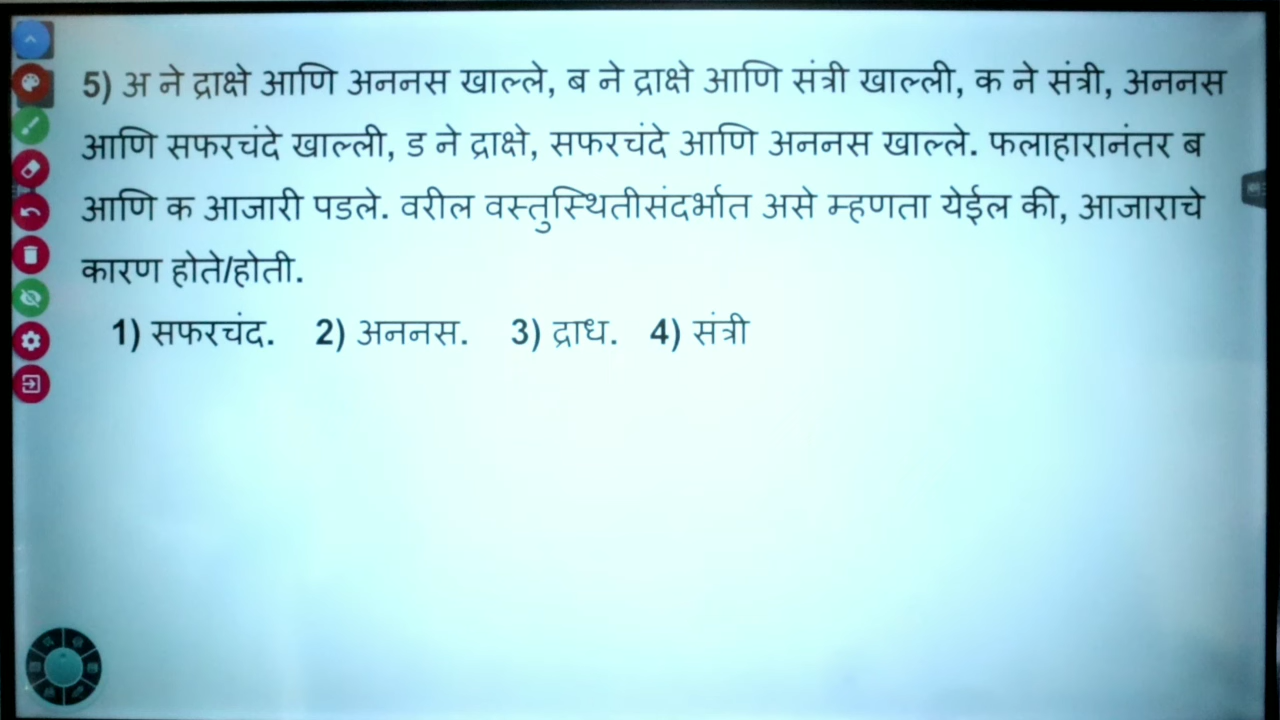 5) अ ने द्राक्षे आणि अननस खाल्ले, ब ने द्राक्षे आणि संत्री खाल्ली, क ने संत्री, अननस
आणि सफरचंदे खाल्ली, ड ने द्राक्षे, सफरचंदे आणि अननस खाल्ले. फलाहारानंतर ब
आणि क आजारी पडले. वरील वस्तुस्थितीसंदर्भात असे म्हणता येईल की, आजाराचे
कारण होते/होती.
1) सफरचंद. 2) अननस. 3) द्राध. 4) संत्री